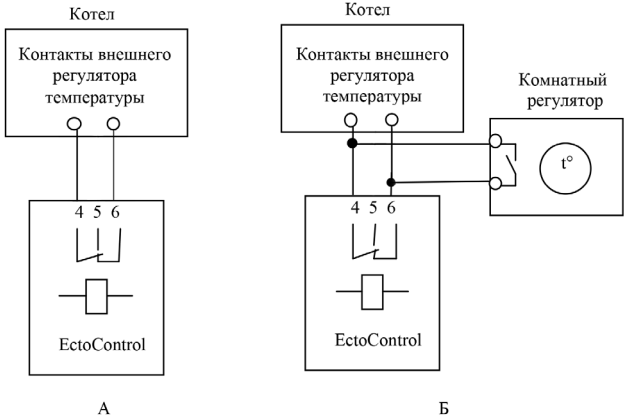 Котел
Контакты внешнего
регулятора
температуры
4 5 6
EctoControl
А
Котел
Контакты внешнего
регулятора
температуры
Комнатный
регулятор
t°
4 5 6
EctoControl
Б